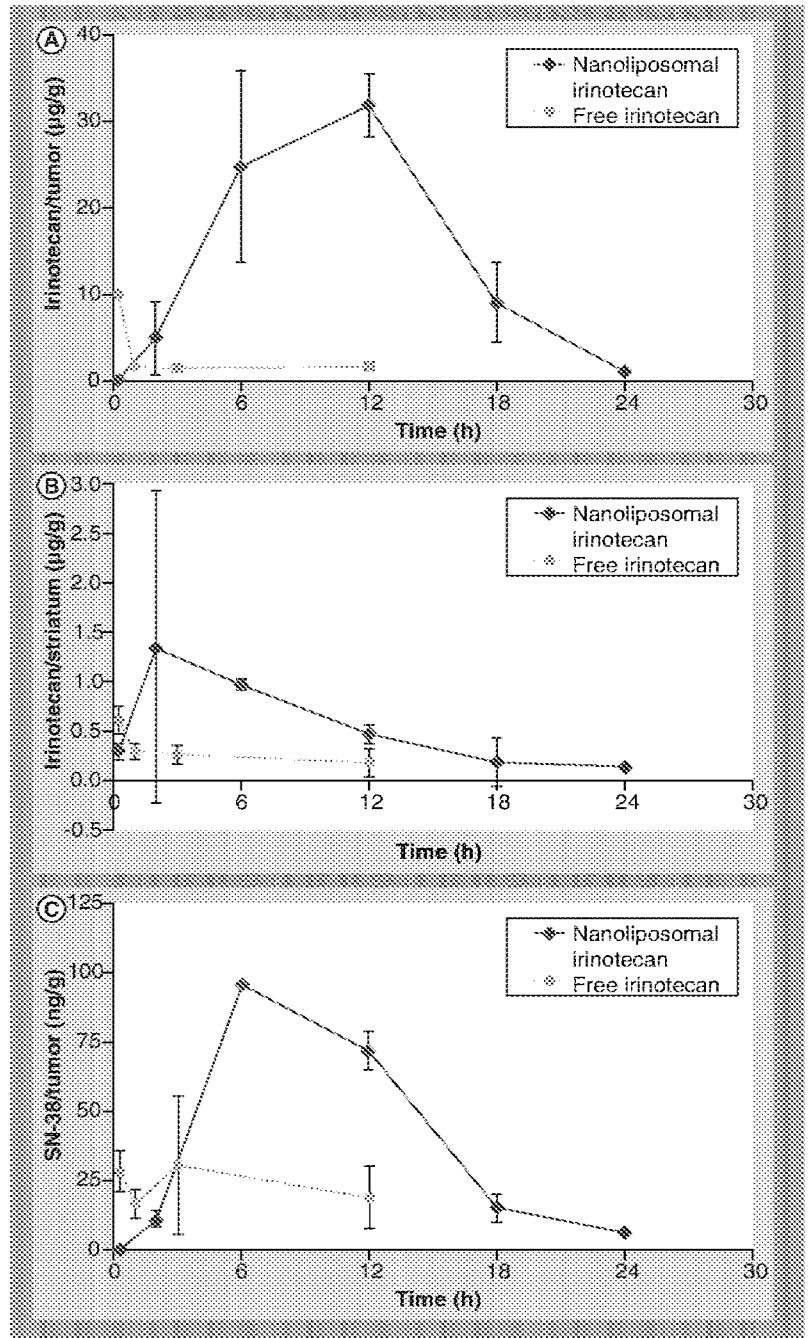 A
Irinotecan/tumor (µg/g)
40
30
20
10
0
Nanoliposomal
irinotecan
Free irinotecan
0 6 12 18 24 30
Time (h)
B
Irinotecan/striatum (µg/g)
3.0
2.5
2.0
1.5
1.0
0.5
0.0
-0.5
Nanoliposomal
irinotecan
Free irinotecan
0 6 12 18 24 30
Time (h)
C
SN-38/tumor (ng/g)
125
100
75
50
25
0
Nanoliposomal
irinotecan
Free irinotecan
0 6 12 18 24 30
Time (h)